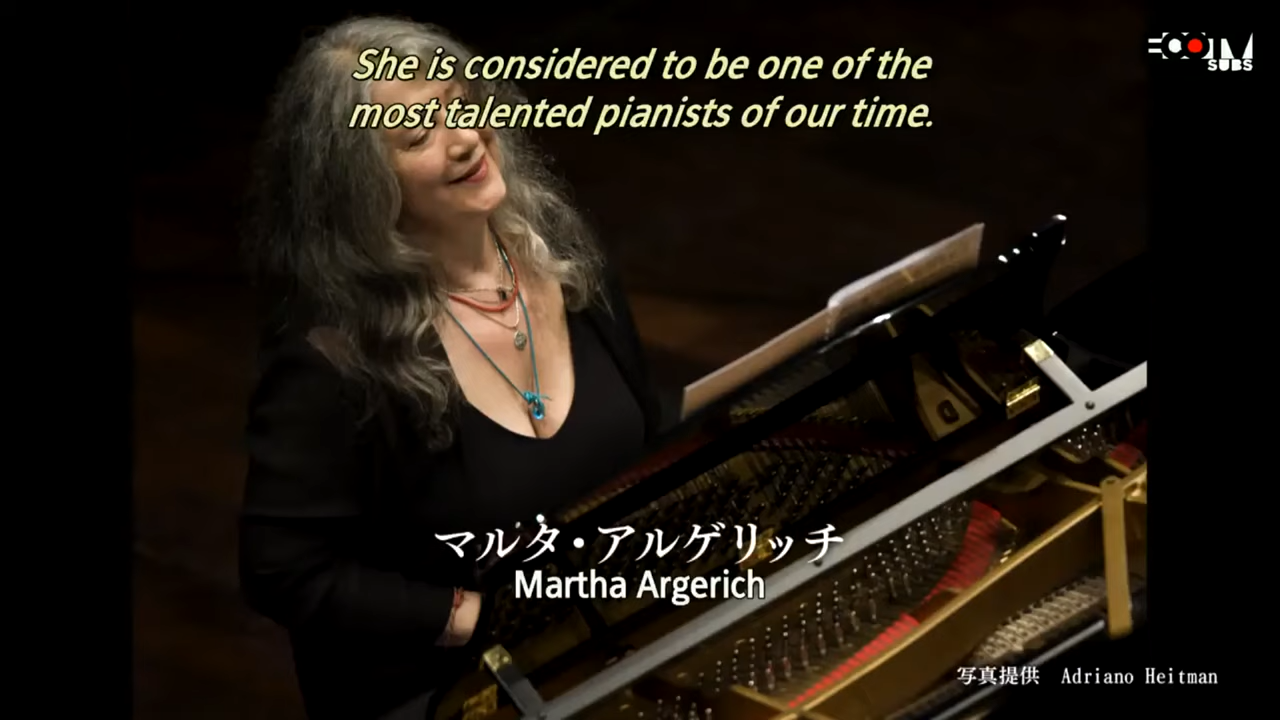 She is considered to be one of the
most talented pianists of our time.
SUBS
マルタ・アルゲリッチ
Martha Argerich
写真提供　Adriano Heitman